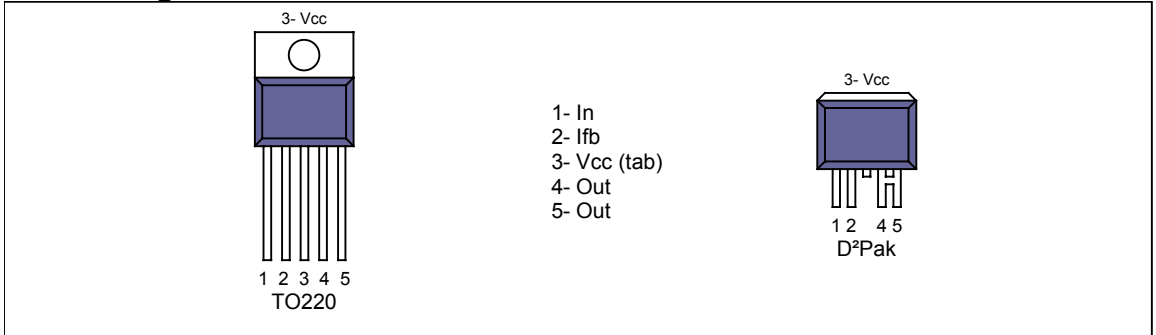 3- Vcc
1 2 3 4 5
TO220
1- In
2- Ifb
3- Vcc (tab)
4- Out
5- Out
3- Vcc
1 2 4 5
D²Pak